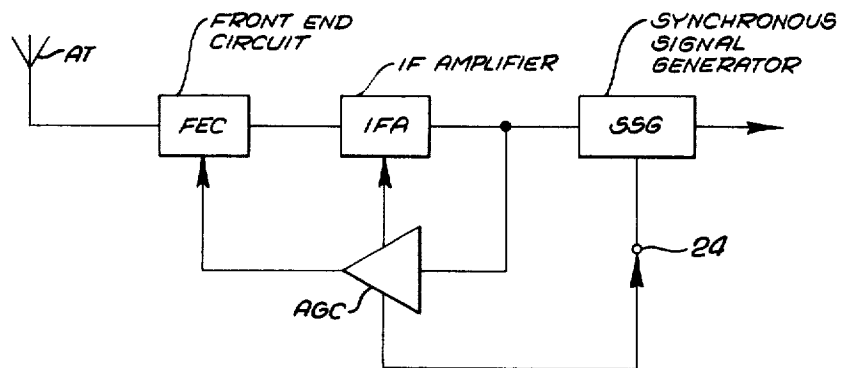 AT
FRONT END
CIRCUIT
IF AMPLIFIER
SYNCHRONOUS
SIGNAL
GENERATOR
FEC
IFA
SSG
24
AGC